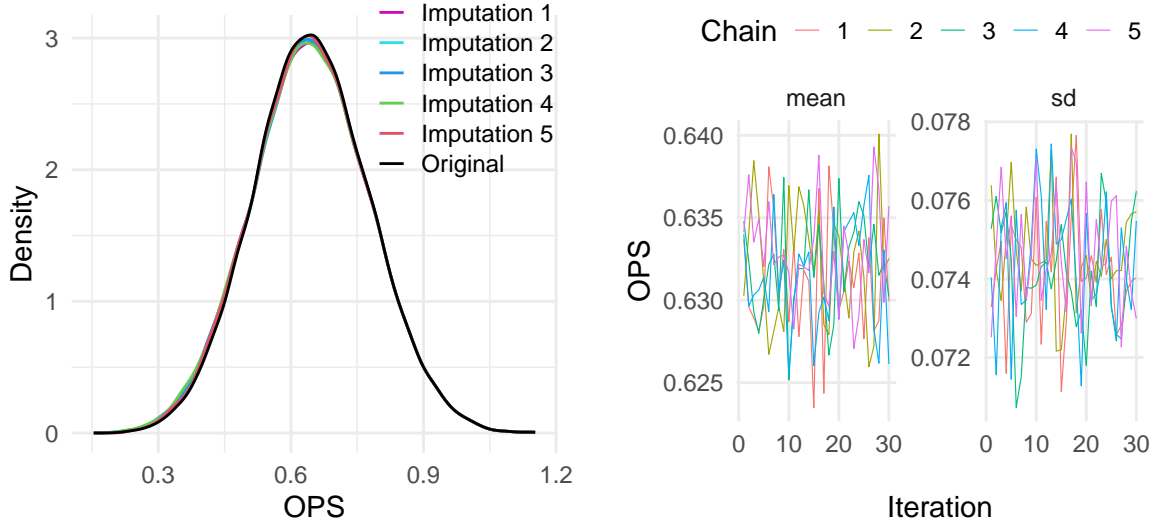 Imputation 1
Imputation 2
Imputation 3
Imputation 4
Imputation 5
Original
Density
3
2
1
0
0.3 0.6 0.9 1.2
OPS
Chain 1 2 3 4 5
mean
sd
OPS
0.640
0.635
0.630
0.625
0 10 20 30
0.078
0.076
0.074
0.072
0 10 20 30
Iteration